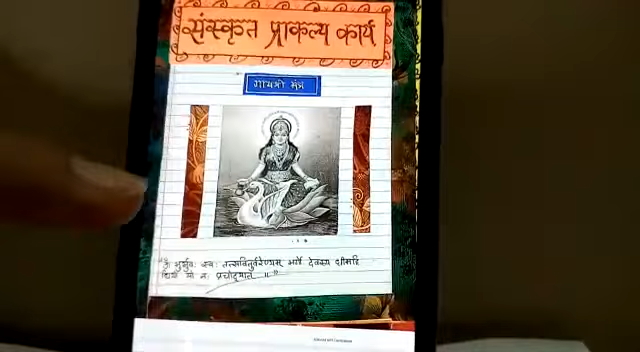 संस्कृत प्राकल्प कार्य
गायत्री मंत्र
ॐ भुर्भुवः स्वः तत्सवितुर्वरेण्यम् भर्गो देवस्य धीमहि
धियो यो नः प्रचोदयात् ॥